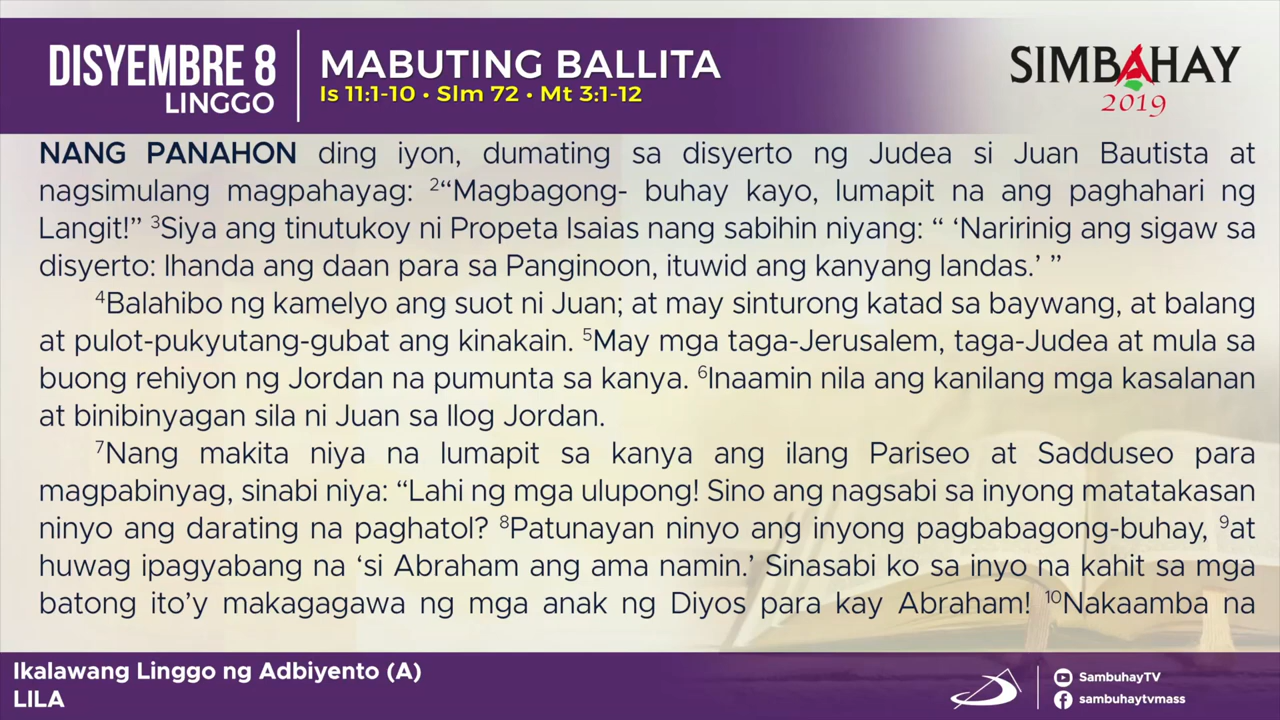 DISYEMBRE 8
LINGGO
MABUTING BALLITA
Is 11:1-10 • Slm 72 • Mt 3:1-12
SIMBAHAY
2019
NANG PANAHON ding iyon, dumating sa disyerto ng Judea si Juan Bautista at
nagsimulang magpahayag: ²“Magbagong- buhay kayo, lumapit na ang paghahari ng
Langit!” ³Siya ang tinutukoy ni Propeta Isaias nang sabihin niyang: “ ‘Naririnig ang sigaw sa
disyerto: Ihanda ang daan para sa Panginoon, ituwid ang kanyang landas.’ ”
⁴Balahibo ng kamelyo ang suot ni Juan; at may sinturong katad sa baywang, at balang
at pulot-pukyutang-gubat ang kinakain. ⁵May mga taga-Jerusalem, taga-Judea at mula sa
buong rehiyon ng Jordan na pumunta sa kanya. ⁶Inaamin nila ang kanilang mga kasalanan
at binibinyagan sila ni Juan sa Ilog Jordan.
⁷Nang makita niya na lumapit sa kanya ang ilang Pariseo at Sadduseo para
magpabinyag, sinabi niya: “Lahi ng mga ulupong! Sino ang nagsabi sa inyong matatakasan
ninyo ang darating na paghatol? ⁸Patunayan ninyo ang inyong pagbabagong-buhay, ⁹at
huwag ipagyabang na ‘si Abraham ang ama namin.’ Sinasabi ko sa inyo na kahit sa mga
batong ito’y makagagawa ng mga anak ng Diyos para kay Abraham! ¹⁰Nakaamba na
Ikalawang Linggo ng Adbiyento (A)
LILA
SambuhayTV
sambuhaytvmass